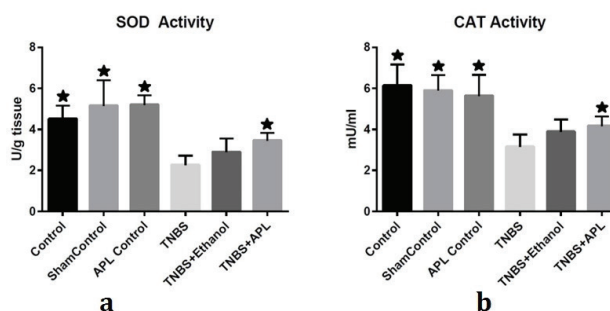 SOD Activity
8
6
4
2
0
U/g tissue
Control
ShamControl
APL Control
TNBS
TNBS+Ethanol
TNBS+APL
a
CAT Activity
8
6
4
2
0
mU/ml
Control
ShamControl
APL Control
TNBS
TNBS+Ethanol
TNBS+APL
b